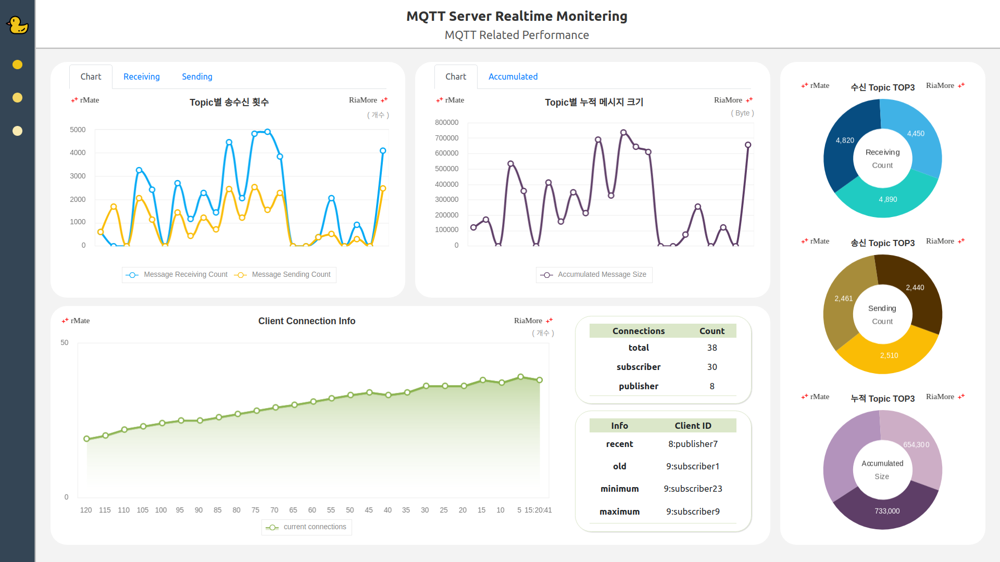 MQTT Server Realtime Monitering
MQTT Related Performance
Chart Receiving Sending
rMate Topic별 송수신 횟수 RiaMore
( 개수 )
5000
4000
3000
2000
1000
0
Message Receiving Count Message Sending Count
Chart Accumulated
rMate Topic별 누적 메시지 크기 RiaMore
( Byte )
800000
700000
600000
500000
400000
300000
200000
100000
0
Accumulated Message Size
rMate Client Connection Info RiaMore
( 개수 )
50
0
120 115 110 105 100 95 90 85 80 75 70 65 60 55 50 45 40 35 30 25 20 15 10 5 15:20:41
current connections
Connections Count
total 38
subscriber 30
publisher 8
Info Client ID
recent 8:publisher7
old 9:subscriber1
minimum 9:subscriber23
maximum 9:subscriber9
rMate 수신 Topic TOP3 RiaMore
4,450
4,820
Receiving
Count
4,890
rMate 송신 Topic TOP3 RiaMore
2,440
2,461
Sending
Count
2,510
rMate 누적 Topic TOP3 RiaMore
654,300
Accumulated
Size
733,000